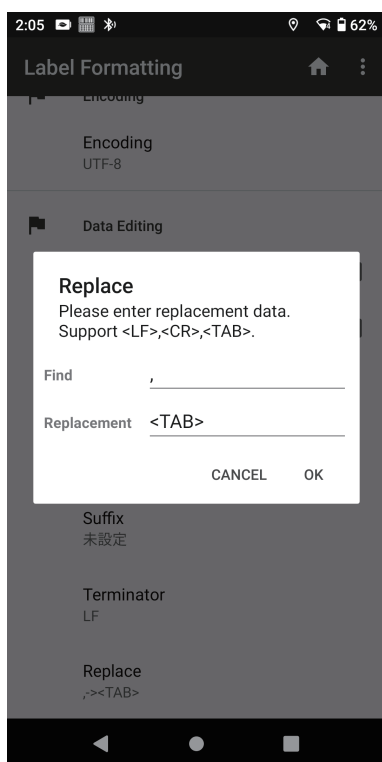 2:05
62%
Label Formatting
Encoding
Encoding
UTF-8
Data Editing
Replace
Please enter replacement data.
Support <LF>,<CR>,<TAB>.
Find ,
Replacement <TAB>
CANCEL OK
Suffix
未設定
Terminator
LF
Replace
,-><TAB>